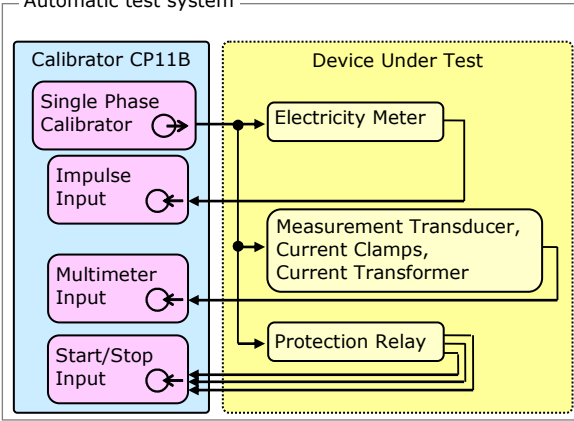 Automatic test system
Calibrator CP11B
Device Under Test
Single Phase
Calibrator
Electricity Meter
Impulse
Input
Measurement Transducer,
Current Clamps,
Current Transformer
Multimeter
Input
Protection Relay
Start/Stop
Input